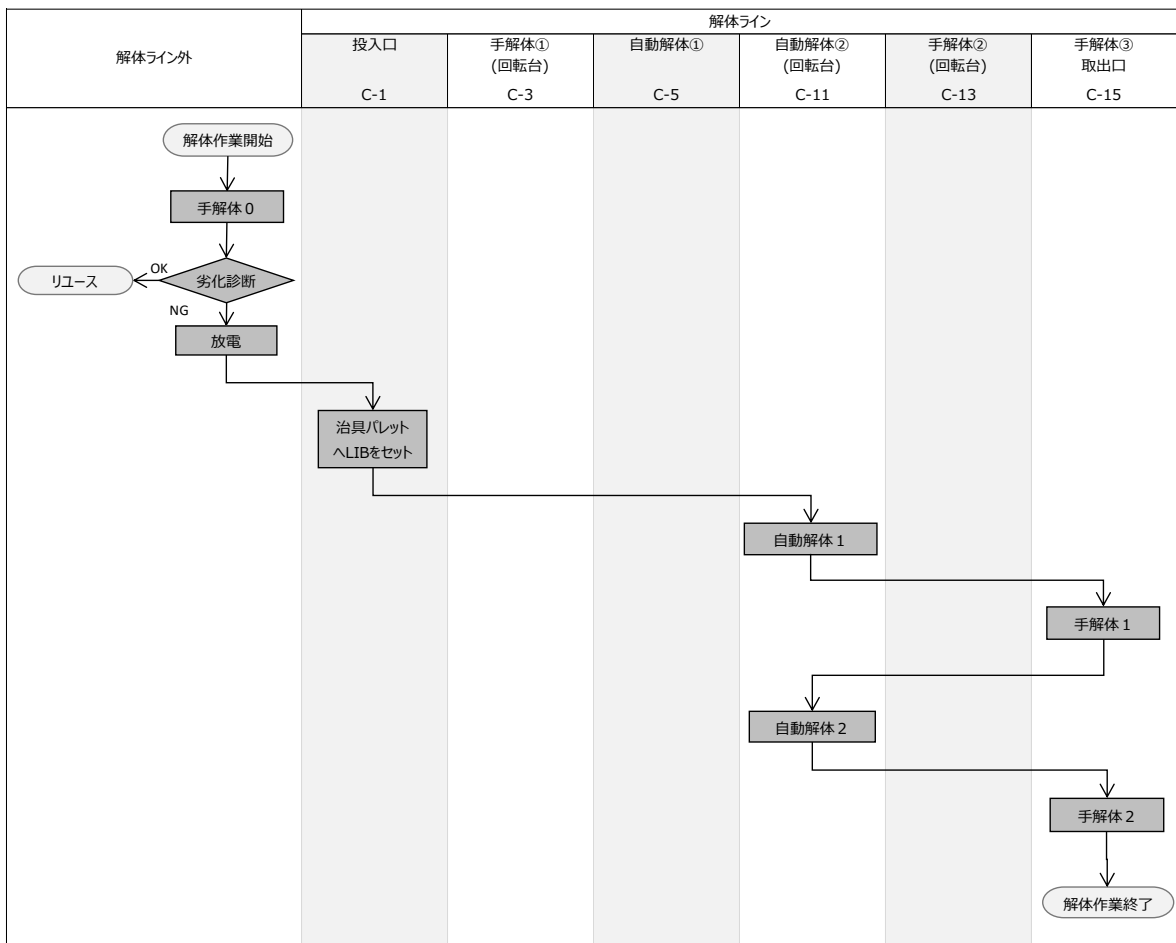 解体ライン
解体ライン外
投入口
C-1
手解体①
(回転台)
C-3
自動解体①
C-5
自動解体②
(回転台)
C-11
手解体②
(回転台)
C-13
手解体③
取出口
C-15
解体作業開始
手解体0
劣化診断
OK
リユース
NG
放電
治具パレット
へLIBをセット
自動解体1
手解体1
自動解体2
手解体2
解体作業終了